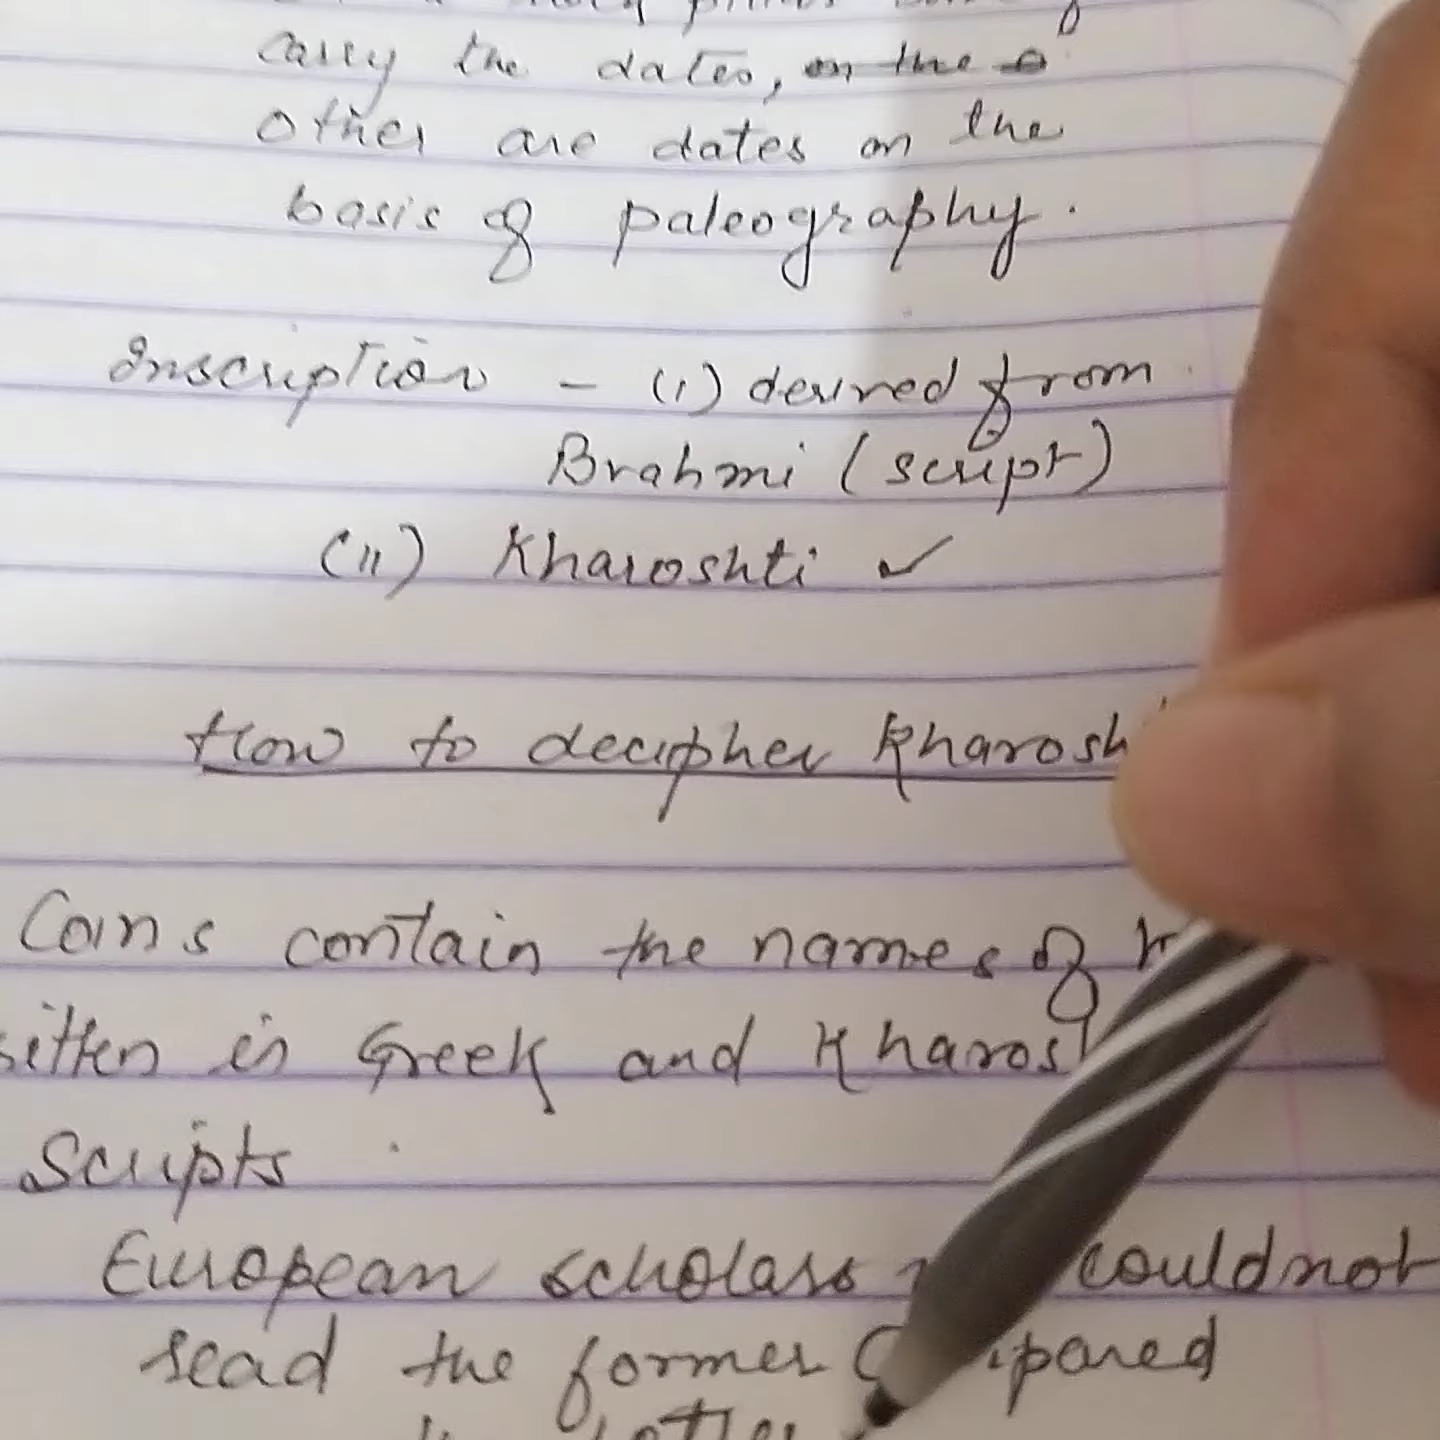 carry the dates, on the
other are dates on the
basis of paleography.
Inscription - (i) derived from
Brahmi (script)
(ii) Kharoshti ✓
How to decipher Kharosh
Coins contain the names of
in Greek and Kharos
Scripts
European scholars couldnot
read the former